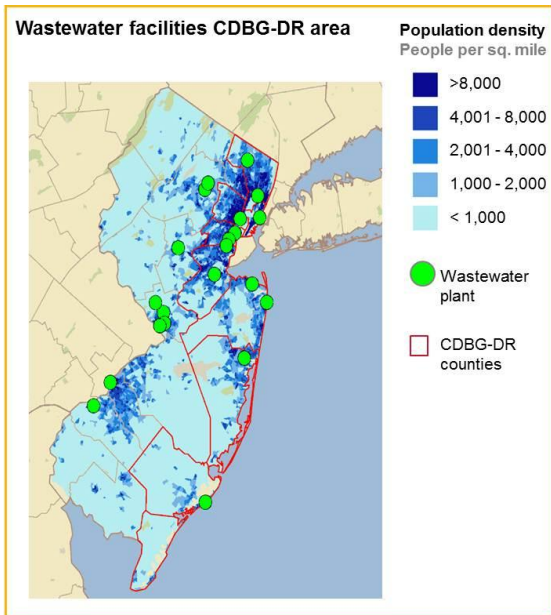 Wastewater facilities CDBG-DR area
Population density
People per sq. mile
>8,000
4,001 - 8,000
2,001 - 4,000
1,000 - 2,000
< 1,000
Wastewater
plant
CDBG-DR
counties